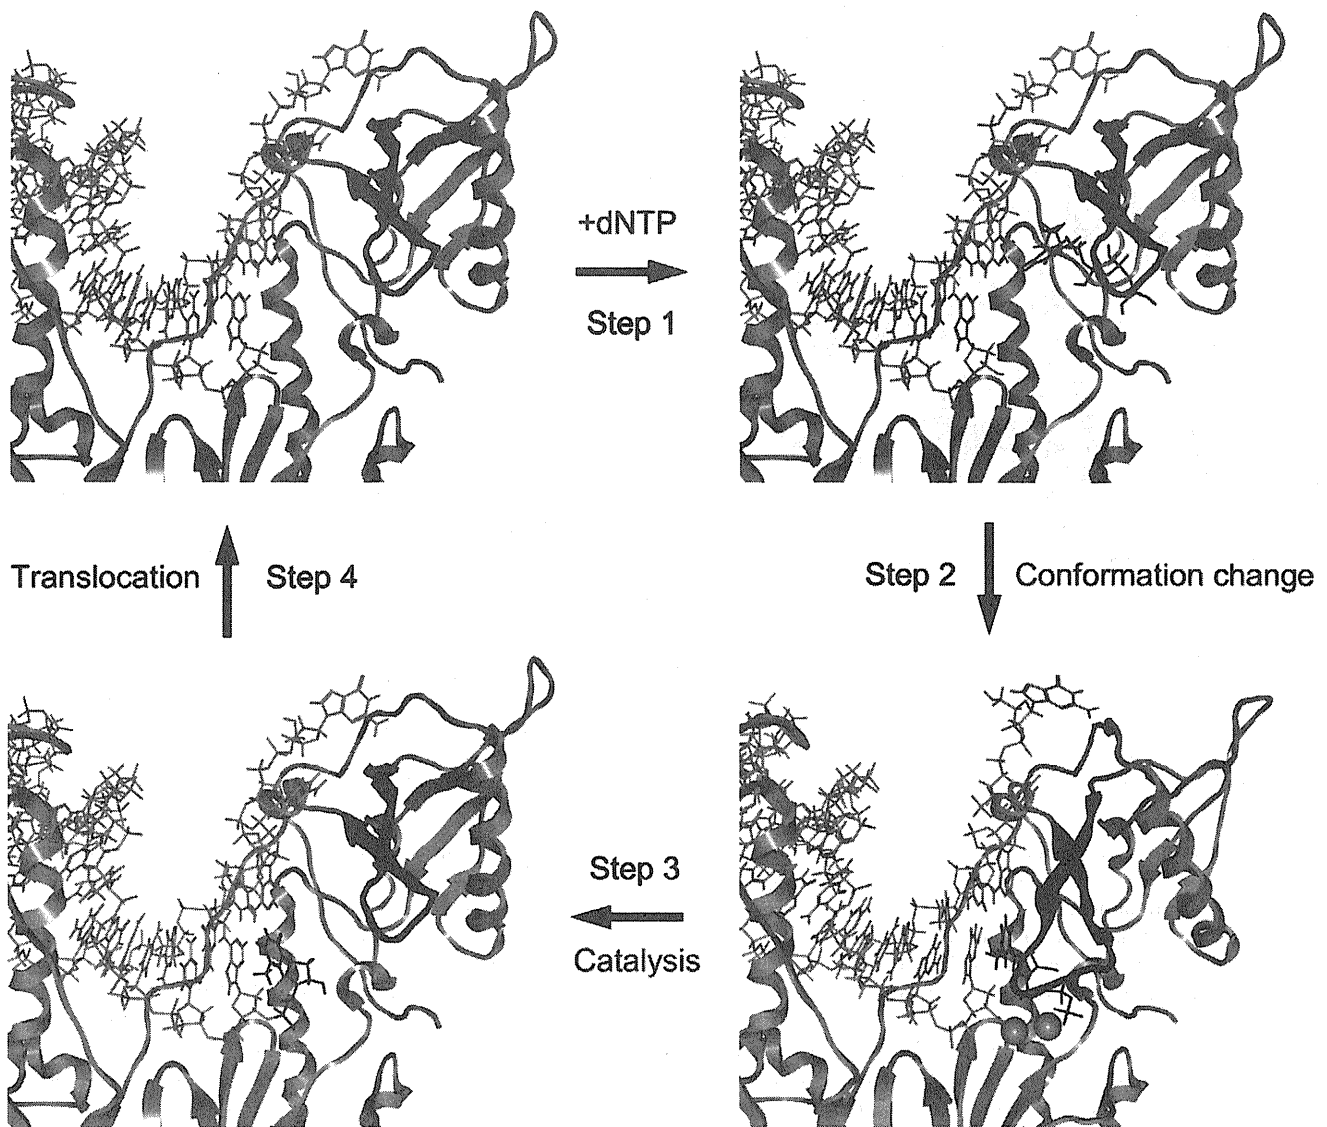 +dNTP
Step 1
Translocation
Step 4
Step 2
Conformation change
Step 3
Catalysis